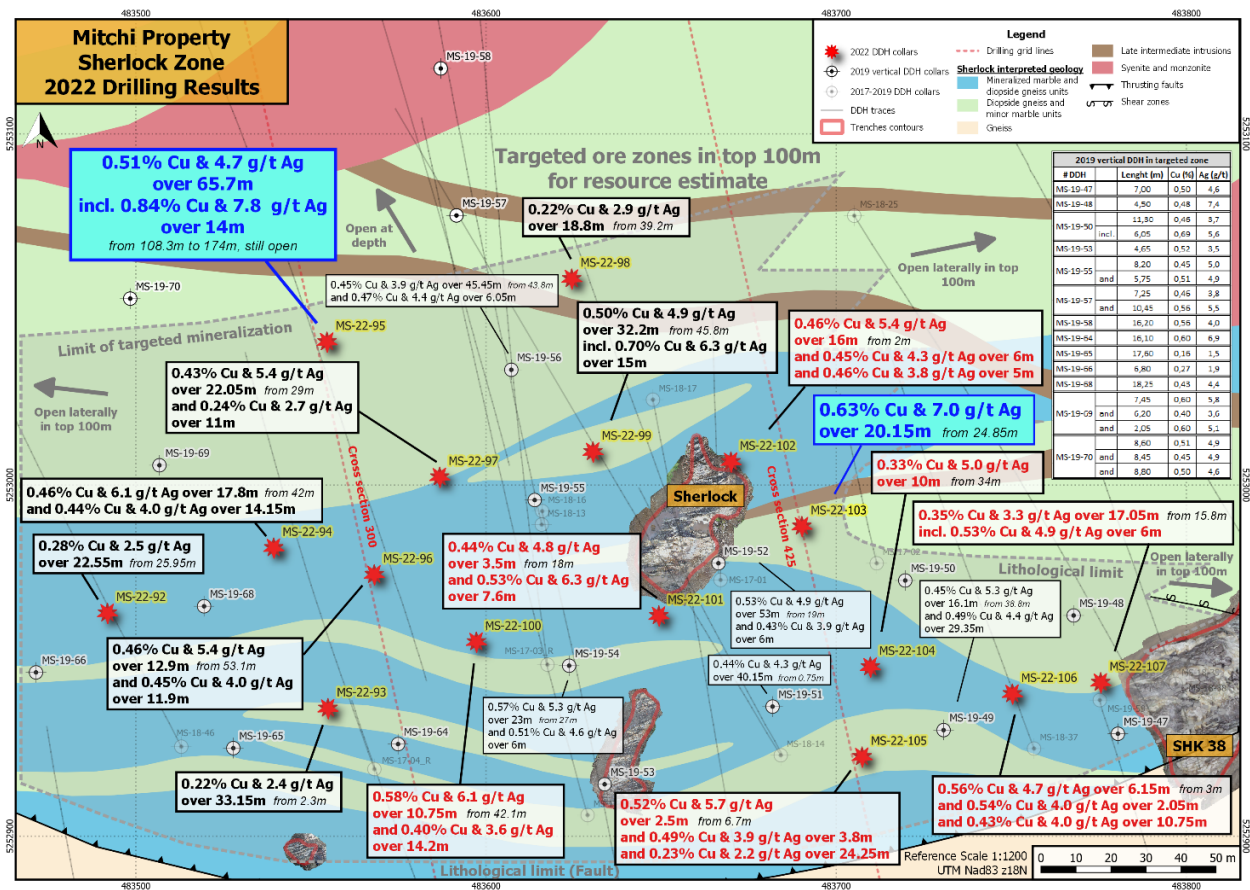 483500
483600
483700
483800
Mitchi Property
Sherlock Zone
2022 Drilling Results
N
Legend
2022 DDH collars
2019 vertical DDH collars
2017-2019 DDH collars
DDH traces
Trenches contours
Drilling grid lines
Sherlock interpreted geology
Mineralized marble and
diopside gneiss units
Diopside gneiss and
minor marble units
Gneiss
Late intermediate intrusions
Syenite and monzonite
Thrusting faults
Shear zones
MS-19-58
5253100
5253100
0.51% Cu & 4.7 g/t Ag
over 65.7m
incl. 0.84% Cu & 7.8 g/t Ag
over 14m
from 108.3m to 174m, still open
Targeted ore zones in top 100m
for resource estimate
2019 vertical DDH in targeted zone
# DDH Lenght (m) Cu (%) Ag (g/t)
MS-19-47 7,00 0,50 4,6
MS-19-48 4,50 0,48 7,4
MS-19-50 11,30 0,46 3,7
incl. 6,05 0,69 5,6
MS-19-53 4,65 0,52 3,5
MS-19-55 8,20 0,45 5,0
and 5,75 0,51 4,9
MS-19-57 7,25 0,46 3,8
and 10,45 0,56 5,5
MS-19-58 16,20 0,56 4,0
MS-19-64 16,10 0,60 6,9
MS-19-65 17,60 0,16 1,5
MS-19-66 6,80 0,27 1,9
MS-19-68 18,25 0,43 4,4
MS-19-69 7,45 0,60 5,8
and 6,20 0,40 3,6
and 2,05 0,60 5,1
MS-19-70 8,60 0,51 4,9
and 8,45 0,45 4,9
and 8,80 0,50 4,6
MS-19-57
Open at
depth
0.22% Cu & 2.9 g/t Ag
over 18.8m from 39.2m
MS-18-25
Open laterally in top
100m
MS-22-98
MS-19-70
0.45% Cu & 3.9 g/t Ag over 45.45m from 43.8m
and 0.47% Cu & 4.4 g/t Ag over 6.05m
Limit of targeted mineralization
MS-22-95
0.50% Cu & 4.9 g/t Ag
over 32.2m from 45.8m
incl. 0.70% Cu & 6.3 g/t Ag
over 15m
0.46% Cu & 5.4 g/t Ag
over 16m from 2m
and 0.45% Cu & 4.3 g/t Ag over 6m
and 0.46% Cu & 3.8 g/t Ag over 5m
MS-19-56
0.43% Cu & 5.4 g/t Ag
over 22.05m from 29m
and 0.24% Cu & 2.7 g/t Ag
over 11m
Open laterally
in top 100m
MS-18-17
0.63% Cu & 7.0 g/t Ag
over 20.15m from 24.85m
MS-22-99
MS-22-102
MS-19-69
MS-22-97
0.33% Cu & 5.0 g/t Ag
over 10m from 34m
5253000
5253000
0.46% Cu & 6.1 g/t Ag over 17.8m from 42m
and 0.44% Cu & 4.0 g/t Ag over 14.15m
Cross section 300
MS-19-55
MS-18-16
MS-18-13
Sherlock
Cross section 425
MS-22-103
0.35% Cu & 3.3 g/t Ag over 17.05m from 15.8m
incl. 0.53% Cu & 4.9 g/t Ag over 6m
MS-22-94
0.28% Cu & 2.5 g/t Ag
over 22.55m from 25.95m
MS-22-96
0.44% Cu & 4.8 g/t Ag
over 3.5m from 18m
and 0.53% Cu & 6.3 g/t Ag
over 7.6m
MS-19-52
MS-17-01
MS-17-02
MS-19-50
Lithological limit
Open laterally
in top 100m
MS-22-92
MS-19-68
MS-22-101
0.53% Cu & 4.9 g/t Ag
over 53m from 19m
and 0.43% Cu & 3.9 g/t Ag
over 6m
0.45% Cu & 5.3 g/t Ag
over 16.1m from 38.8m
and 0.49% Cu & 4.4 g/t Ag
over 29.35m
MS-19-48
MS-22-100
0.46% Cu & 5.4 g/t Ag
over 12.9m from 53.1m
and 0.45% Cu & 4.0 g/t Ag
over 11.9m
MS-19-66
MS-17-03_R
MS-19-54
0.44% Cu & 4.3 g/t Ag
over 40.15m from 0.75m
MS-22-104
MS-22-106
MS-22-107
MS-22-93
0.57% Cu & 5.3 g/t Ag
over 23m from 27m
and 0.51% Cu & 4.6 g/t Ag
over 6m
MS-19-51
MS-19-49
MS-19-47
MS-18-46
MS-19-65
MS-19-64
MS-17-04_R
MS-18-14
MS-22-105
MS-18-37
SHK 38
0.22% Cu & 2.4 g/t Ag
over 33.15m from 2.3m
MS-19-53
0.58% Cu & 6.1 g/t Ag
over 10.75m from 42.1m
and 0.40% Cu & 3.6 g/t Ag
over 14.2m
0.52% Cu & 5.7 g/t Ag
over 2.5m from 6.7m
and 0.49% Cu & 3.9 g/t Ag over 3.8m
and 0.23% Cu & 2.2 g/t Ag over 24.25m
0.56% Cu & 4.7 g/t Ag over 6.15m from 3m
and 0.54% Cu & 4.0 g/t Ag over 2.05m
and 0.43% Cu & 4.0 g/t Ag over 10.75m
5252900
5252900
Lithological limit (Fault)
Reference Scale 1:1200
UTM Nad83 z18N
0 10 20 30 40 50 m
483500
483600
483700
483800